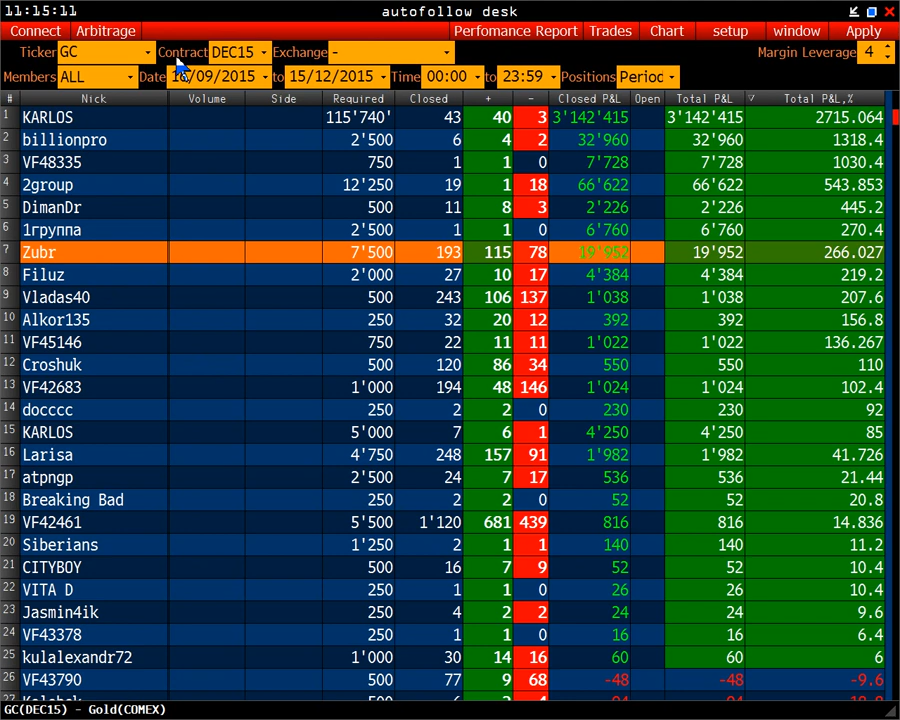 11:15:11 autofollow desk
Connect Arbitrage Perfomance Report Trades Chart setup window Apply
Ticker GC Contract DEC15 Exchange - Margin Leverage 4
Members ALL Date /09/2015 to 15/12/2015 Time 00:00 to 23:59 Positions Period
# Nick Volume Side Required Closed + - Closed P&L Open Total P&L Total P&L,%
1 KARLOS 115'740' 43 40 3 3'142'415 3'142'415 2715.064
2 billionpro 2'500 6 4 2 32'960 32'960 1318.4
3 VF48335 750 1 1 0 7'728 7'728 1030.4
4 2group 12'250 19 1 18 66'622 66'622 543.853
5 DimanDr 500 11 8 3 2'226 2'226 445.2
6 1группа 2'500 1 1 0 6'760 6'760 270.4
7 Zubr 7'500 193 115 78 19'952 19'952 266.027
8 Filuz 2'000 27 10 17 4'384 4'384 219.2
9 Vladas40 500 243 106 137 1'038 1'038 207.6
10 Alkor135 250 32 20 12 392 392 156.8
11 VF45146 750 22 11 11 1'022 1'022 136.267
12 Croshuk 500 120 86 34 550 550 110
13 VF42683 1'000 194 48 146 1'024 1'024 102.4
14 docccc 250 2 2 0 230 230 92
15 KARLOS 5'000 7 6 1 4'250 4'250 85
16 Larisa 4'750 248 157 91 1'982 1'982 41.726
17 atpngp 2'500 24 7 17 536 536 21.44
18 Breaking Bad 250 2 2 0 52 52 20.8
19 VF42461 5'500 1'120 681 439 816 816 14.836
20 Siberians 1'250 2 1 1 140 140 11.2
21 CITYBOY 500 16 7 9 52 52 10.4
22 VITA D 250 1 1 0 26 26 10.4
23 Jasmin4ik 250 4 2 2 24 24 9.6
24 VF43378 250 1 1 0 16 16 6.4
25 kulalexandr72 1'000 30 14 16 60 60 6
26 VF43790 500 77 9 68 -48 -48 -9.6
GC(DEC15) - Gold(COMEX)